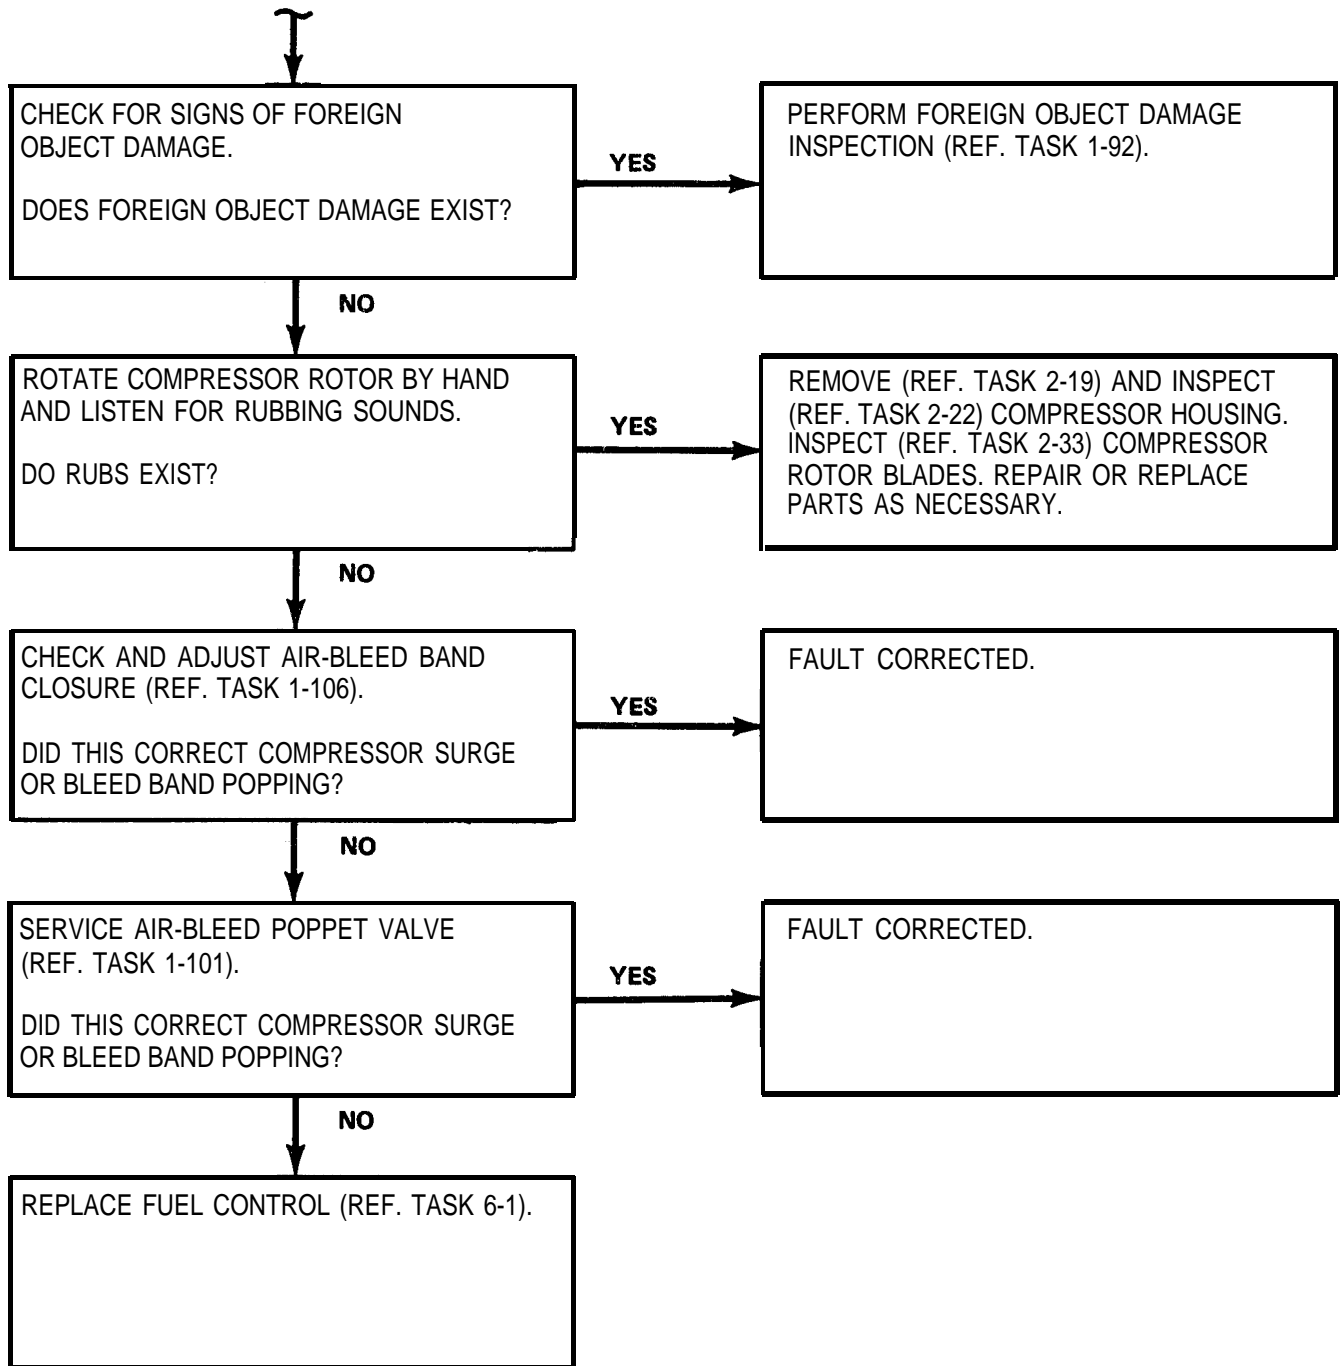 CHECK FOR SIGNS OF FOREIGN
OBJECT DAMAGE.
DOES FOREIGN OBJECT DAMAGE EXIST?
YES
PERFORM FOREIGN OBJECT DAMAGE
INSPECTION (REF. TASK 1-92).
NO
ROTATE COMPRESSOR ROTOR BY HAND
AND LISTEN FOR RUBBING SOUNDS.
DO RUBS EXIST?
YES
REMOVE (REF. TASK 2-19) AND INSPECT
(REF. TASK 2-22) COMPRESSOR HOUSING.
INSPECT (REF. TASK 2-33) COMPRESSOR
ROTOR BLADES. REPAIR OR REPLACE
PARTS AS NECESSARY.
NO
CHECK AND ADJUST AIR-BLEED BAND
CLOSURE (REF. TASK 1-106).
DID THIS CORRECT COMPRESSOR SURGE
OR BLEED BAND POPPING?
YES
FAULT CORRECTED.
NO
SERVICE AIR-BLEED POPPET VALVE
(REF. TASK 1-101).
DID THIS CORRECT COMPRESSOR SURGE
OR BLEED BAND POPPING?
YES
FAULT CORRECTED.
NO
REPLACE FUEL CONTROL (REF. TASK 6-1).